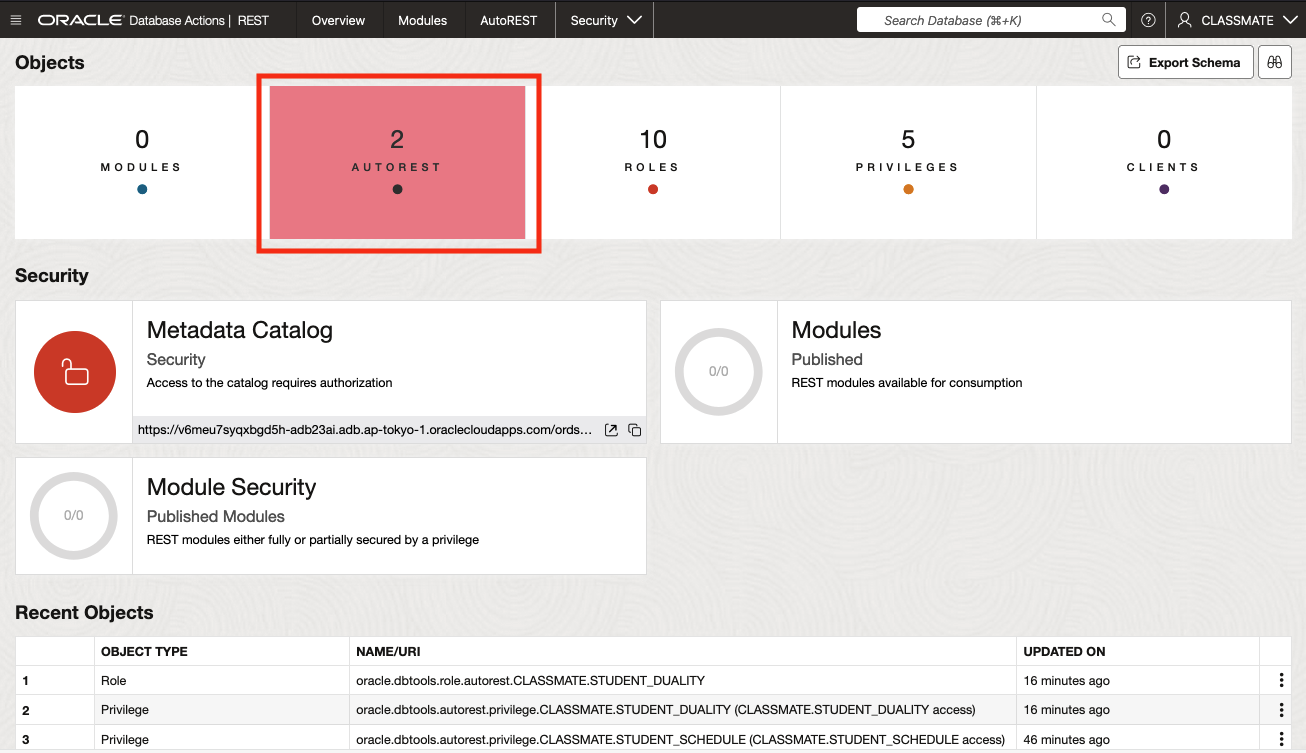 ORACLE Database Actions | REST Overview Modules AutoREST Security Search Database (⌘+K) CLASSMATE
Objects Export Schema
0 2 10 5 0
MODULES AUTOREST ROLES PRIVILEGES CLIENTS
Security
Metadata Catalog
Security
Access to the catalog requires authorization
https://v6meu7syqxbgd5h-adb23ai.adb.ap-tokyo-1.oraclecloudapps.com/ords...
0/0
Modules
Published
REST modules available for consumption
0/0
Module Security
Published Modules
REST modules either fully or partially secured by a privilege
Recent Objects
OBJECT TYPE NAME/URI UPDATED ON
1 Role oracle.dbtools.role.autorest.CLASSMATE.STUDENT_DUALITY 16 minutes ago
2 Privilege oracle.dbtools.autorest.privilege.CLASSMATE.STUDENT_DUALITY (CLASSMATE.STUDENT_DUALITY access) 16 minutes ago
3 Privilege oracle.dbtools.autorest.privilege.CLASSMATE.STUDENT_SCHEDULE (CLASSMATE.STUDENT_SCHEDULE access) 46 minutes ago